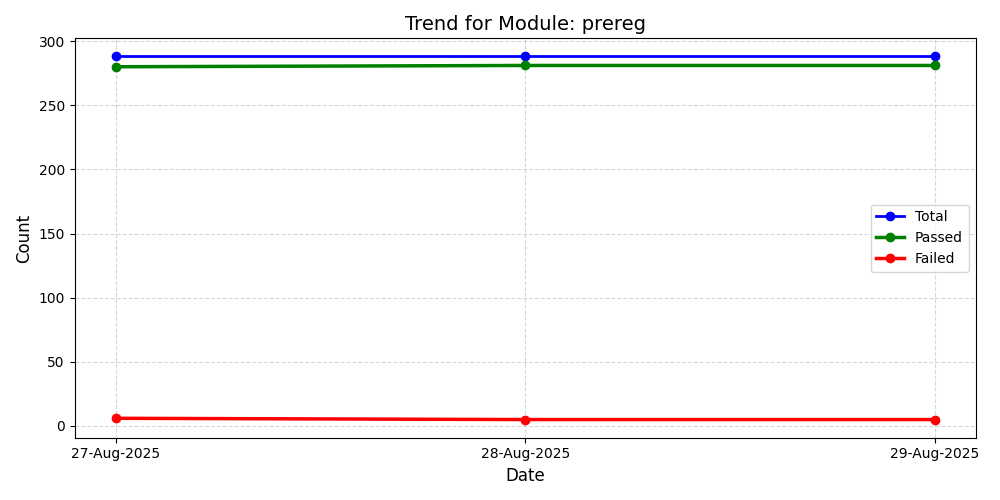 Trend for Module: prereg
300
250
200
150
100
50
0
Count
Total
Passed
Failed
27-Aug-2025
28-Aug-2025
29-Aug-2025
Date